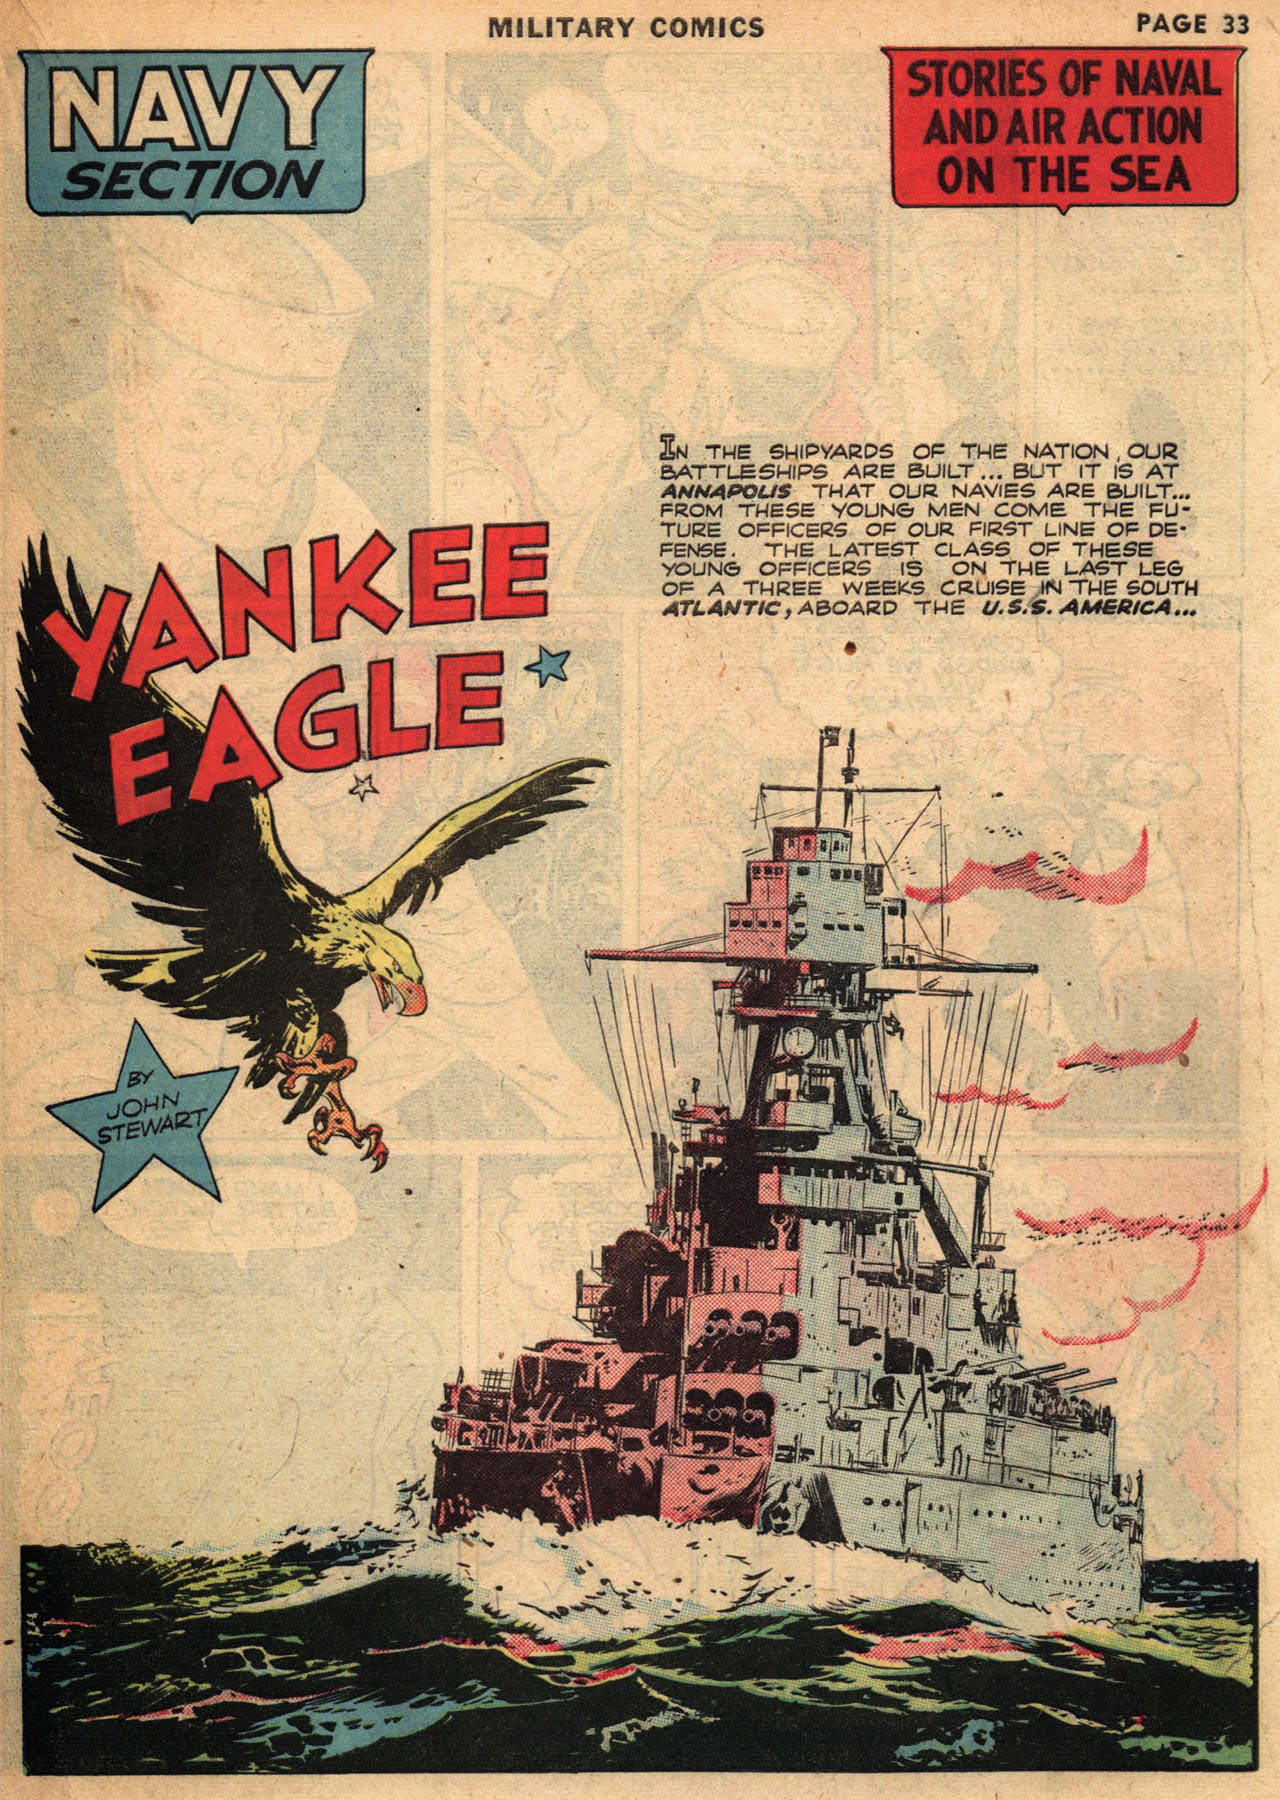 MILITARY COMICS
PAGE 33
NAVY
SECTION
STORIES OF NAVAL
AND AIR ACTION
ON THE SEA
IN THE SHIPYARDS OF THE NATION, OUR
BATTLESHIPS ARE BUILT... BUT IT IS AT
ANNAPOLIS THAT OUR NAVIES ARE BUILT...
FROM THESE YOUNG MEN COME THE FU-
TURE OFFICERS OF OUR FIRST LINE OF DE-
FENSE. THE LATEST CLASS OF THESE
YOUNG OFFICERS IS ON THE LAST LEG
OF A THREE WEEKS CRUISE IN THE SOUTH
ATLANTIC, ABOARD THE U.S.S. AMERICA...
YANKEE
EAGLE
BY
JOHN
STEWART